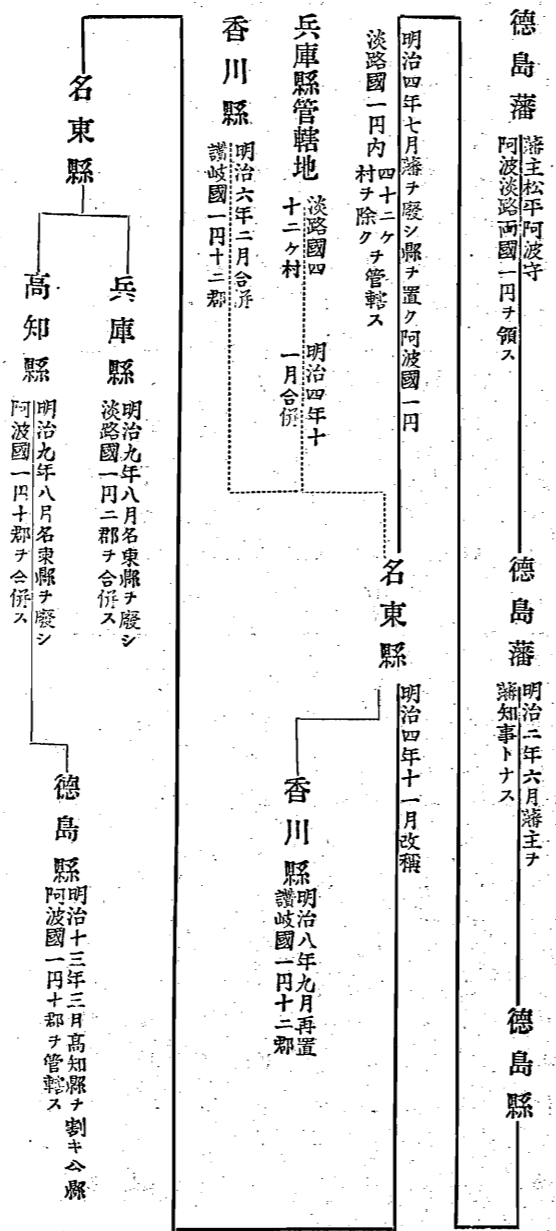 德島藩
藩主松平阿波守
阿波淡路両國一円ヲ領ス
德島藩
明治二年六月藩主ヲ
藩知事トナス
德島縣
明治四年七月藩ヲ廢シ縣ヲ置ク阿波國一円
淡路國一円内四十二ヶ
村ヲ除クヲ管轄ス
兵庫縣管轄地
淡路國四
十二ヶ村
明治四年十
一月合併
香川縣
明治六年二月合併
讃岐國一円十二郡
名東縣
明治四年十一月改稱
香川縣
明治八年九月再置
讃岐國一円十二郡
名東縣
兵庫縣
明治九年八月名東縣ヲ廢シ
淡路國一円二郡ヲ合併ス
高知縣
明治九年八月名東縣ヲ廢シ
阿波國一円十郡ヲ合併ス
德島縣
明治十三年三月高知縣ヲ割キ公縣
阿波國一円十郡ヲ管轄ス